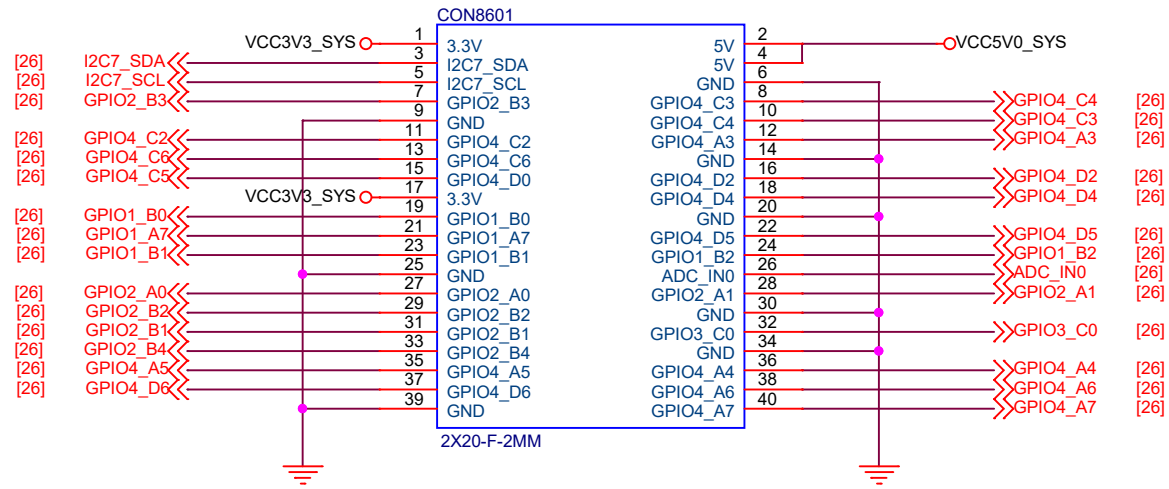 CON8601
VCC3V3_SYS 1 3.3V 5V 2 VCC5V0_SYS
[26] I2C7_SDA 3 I2C7_SDA 5V 4
[26] I2C7_SCL 5 I2C7_SCL GND 6
[26] GPIO2_B3 7 GPIO2_B3 GPIO4_C3 8 GPIO4_C4 [26]
9 GND GPIO4_C4 10 GPIO4_C3 [26]
[26] GPIO4_C2 11 GPIO4_C2 GPIO4_A3 12 GPIO4_A3 [26]
[26] GPIO4_C6 13 GPIO4_C6 GND 14
[26] GPIO4_C5 15 GPIO4_D0 GPIO4_D2 16 GPIO4_D2 [26]
VCC3V3_SYS 17 3.3V GPIO4_D4 18 GPIO4_D4 [26]
[26] GPIO1_B0 19 GPIO1_B0 GND 20
[26] GPIO1_A7 21 GPIO1_A7 GPIO4_D5 22 GPIO4_D5 [26]
[26] GPIO1_B1 23 GPIO1_B1 GPIO1_B2 24 GPIO1_B2 [26]
25 GND ADC_IN0 26 ADC_IN0 [26]
[26] GPIO2_A0 27 GPIO2_A0 GPIO2_A1 28 GPIO2_A1 [26]
[26] GPIO2_B2 29 GPIO2_B2 GND 30
[26] GPIO2_B1 31 GPIO2_B1 GPIO3_C0 32 GPIO3_C0 [26]
[26] GPIO2_B4 33 GPIO2_B4 GND 34
[26] GPIO4_A5 35 GPIO4_A5 GPIO4_A4 36 GPIO4_A4 [26]
[26] GPIO4_D6 37 GPIO4_D6 GPIO4_A6 38 GPIO4_A6 [26]
39 GND GPIO4_A7 40 GPIO4_A7 [26]
2X20-F-2MM